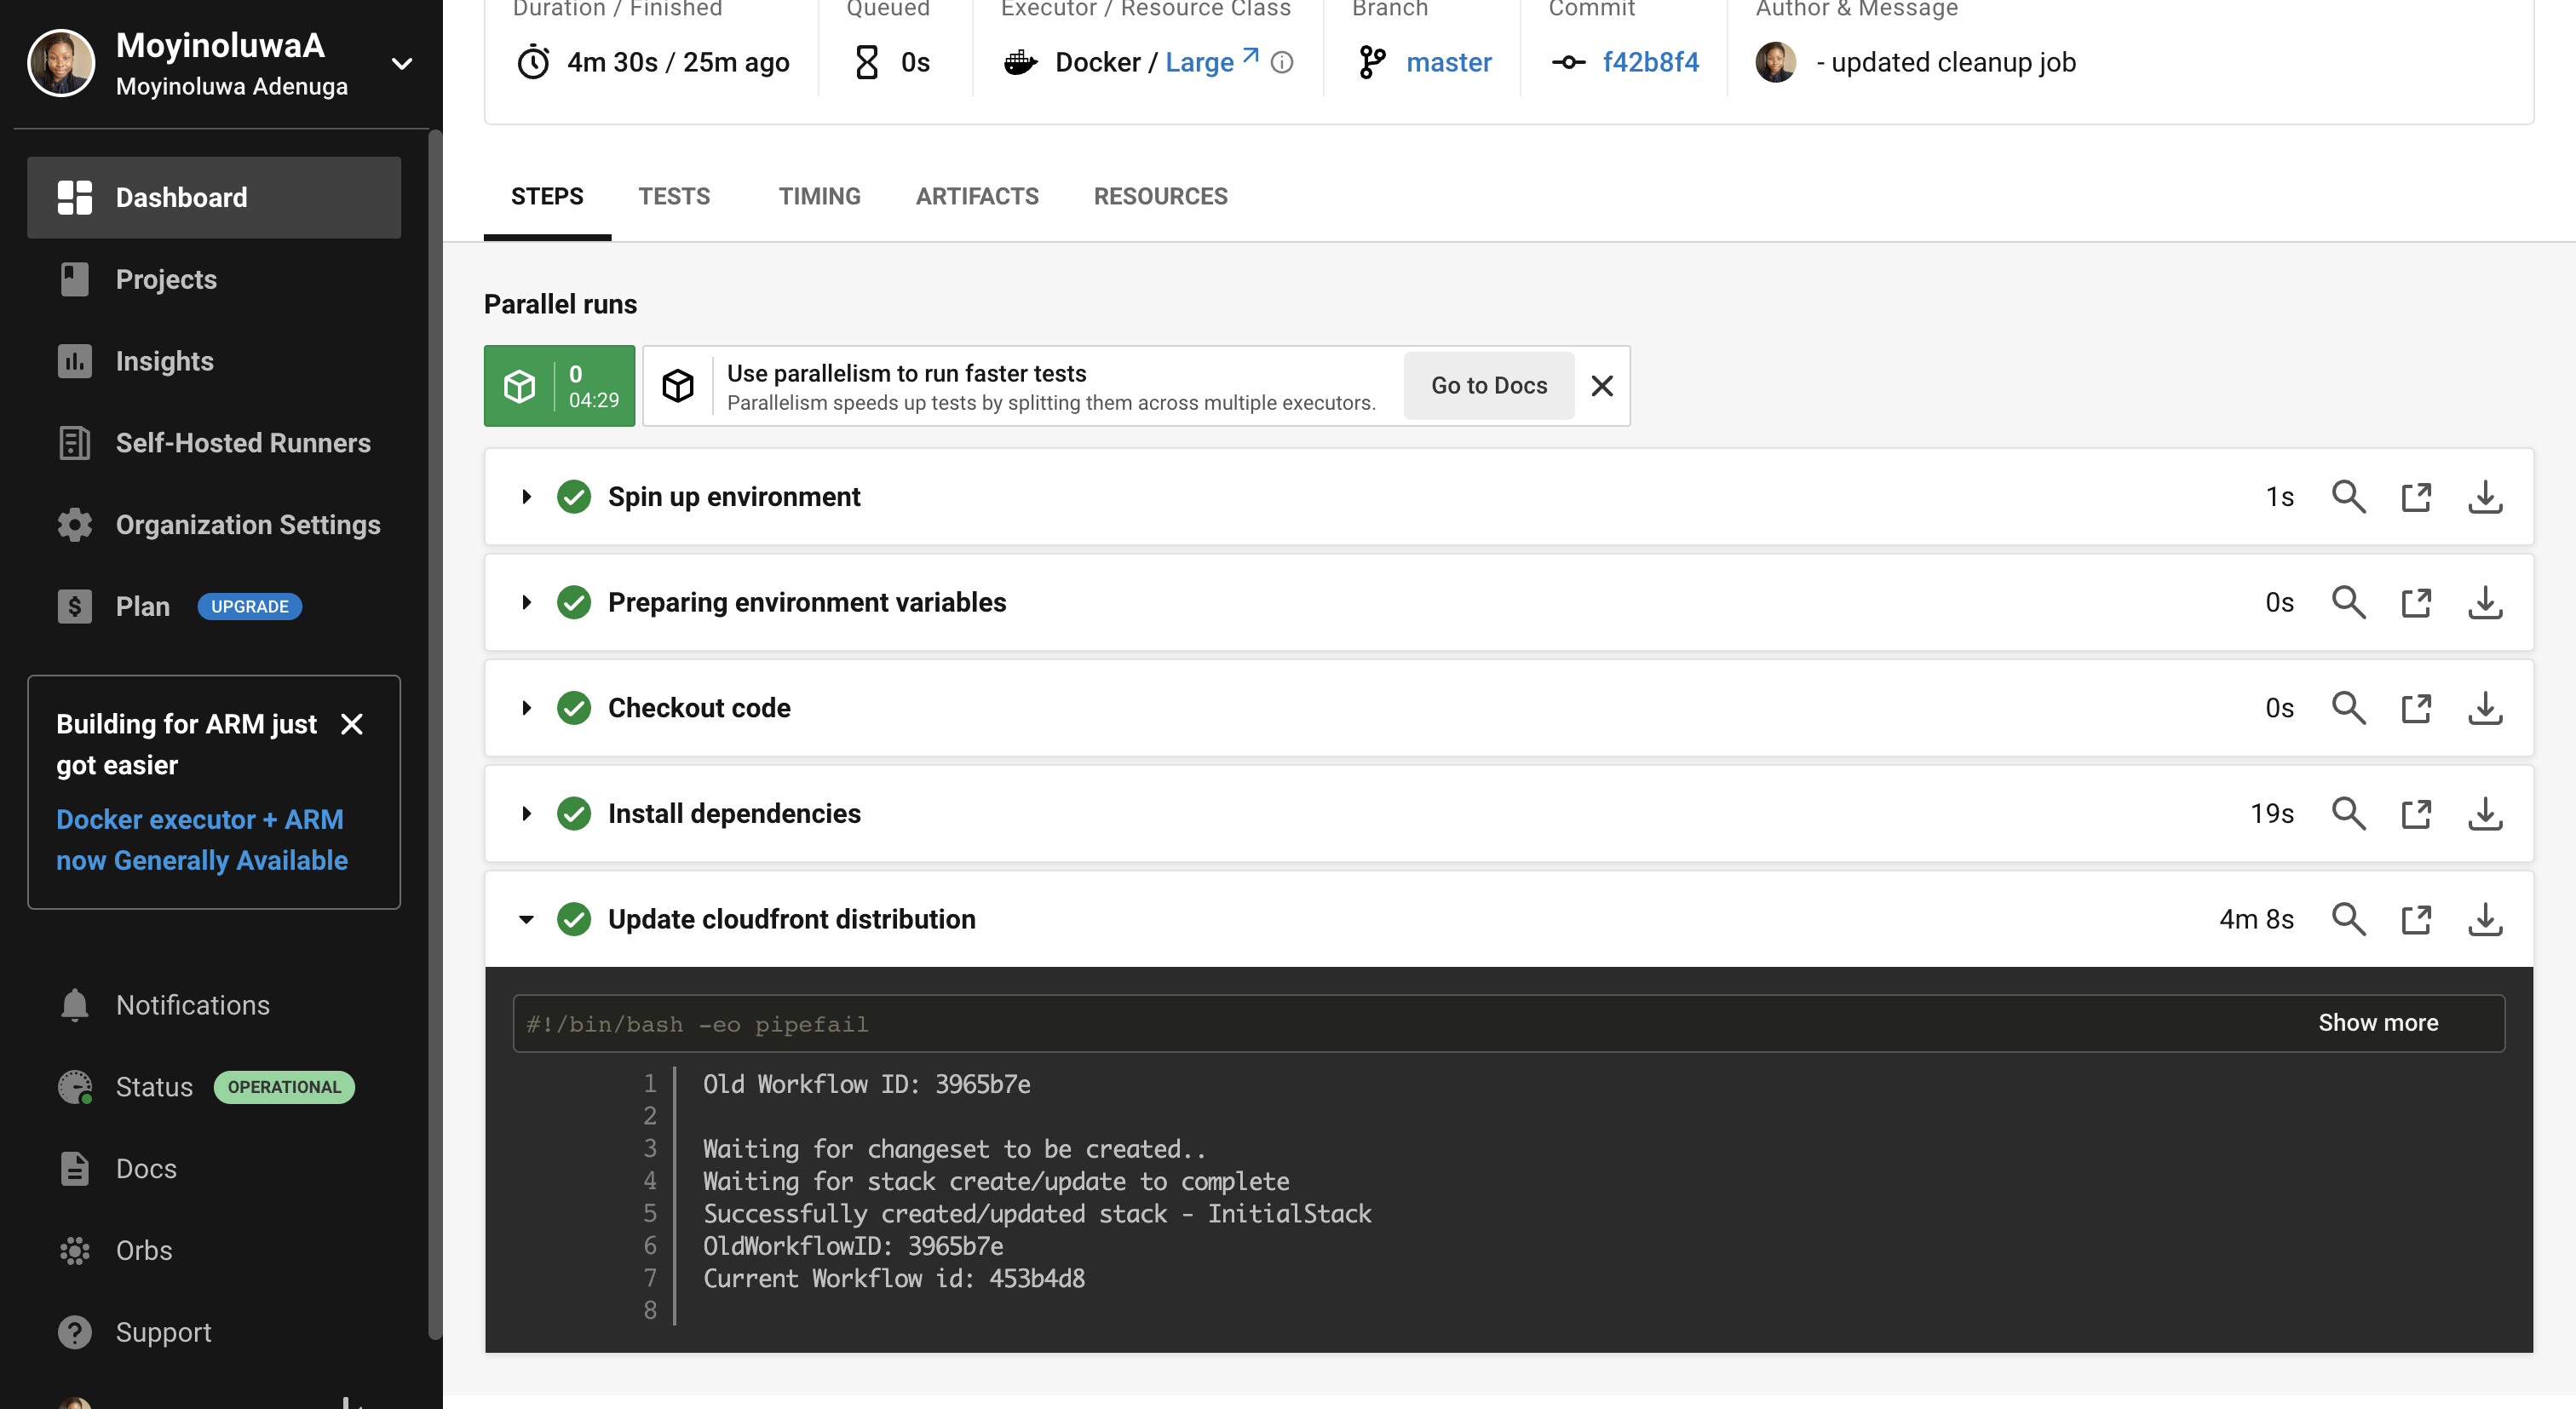 MoyinoluwaA
Moyinoluwa Adenuga
Dashboard
Projects
Insights
Self-Hosted Runners
Organization Settings
Plan UPGRADE
Building for ARM just
got easier
Docker executor + ARM
now Generally Available
Notifications
Status OPERATIONAL
Docs
Orbs
Support
Duration / Finished
4m 30s / 25m ago
Queued
0s
Executor / Resource Class
Docker / Large
Branch
master
Commit
f42b8f4
Author & Message
- updated cleanup job
STEPS TESTS TIMING ARTIFACTS RESOURCES
Parallel runs
0
04:29
Use parallelism to run faster tests
Parallelism speeds up tests by splitting them across multiple executors.
Go to Docs
Spin up environment 1s
Preparing environment variables 0s
Checkout code 0s
Install dependencies 19s
Update cloudfront distribution 4m 8s
#!/bin/bash -eo pipefail Show more
1 Old Workflow ID: 3965b7e
2
3 Waiting for changeset to be created..
4 Waiting for stack create/update to complete
5 Successfully created/updated stack - InitialStack
6 OldWorkflowID: 3965b7e
7 Current Workflow id: 453b4d8
8